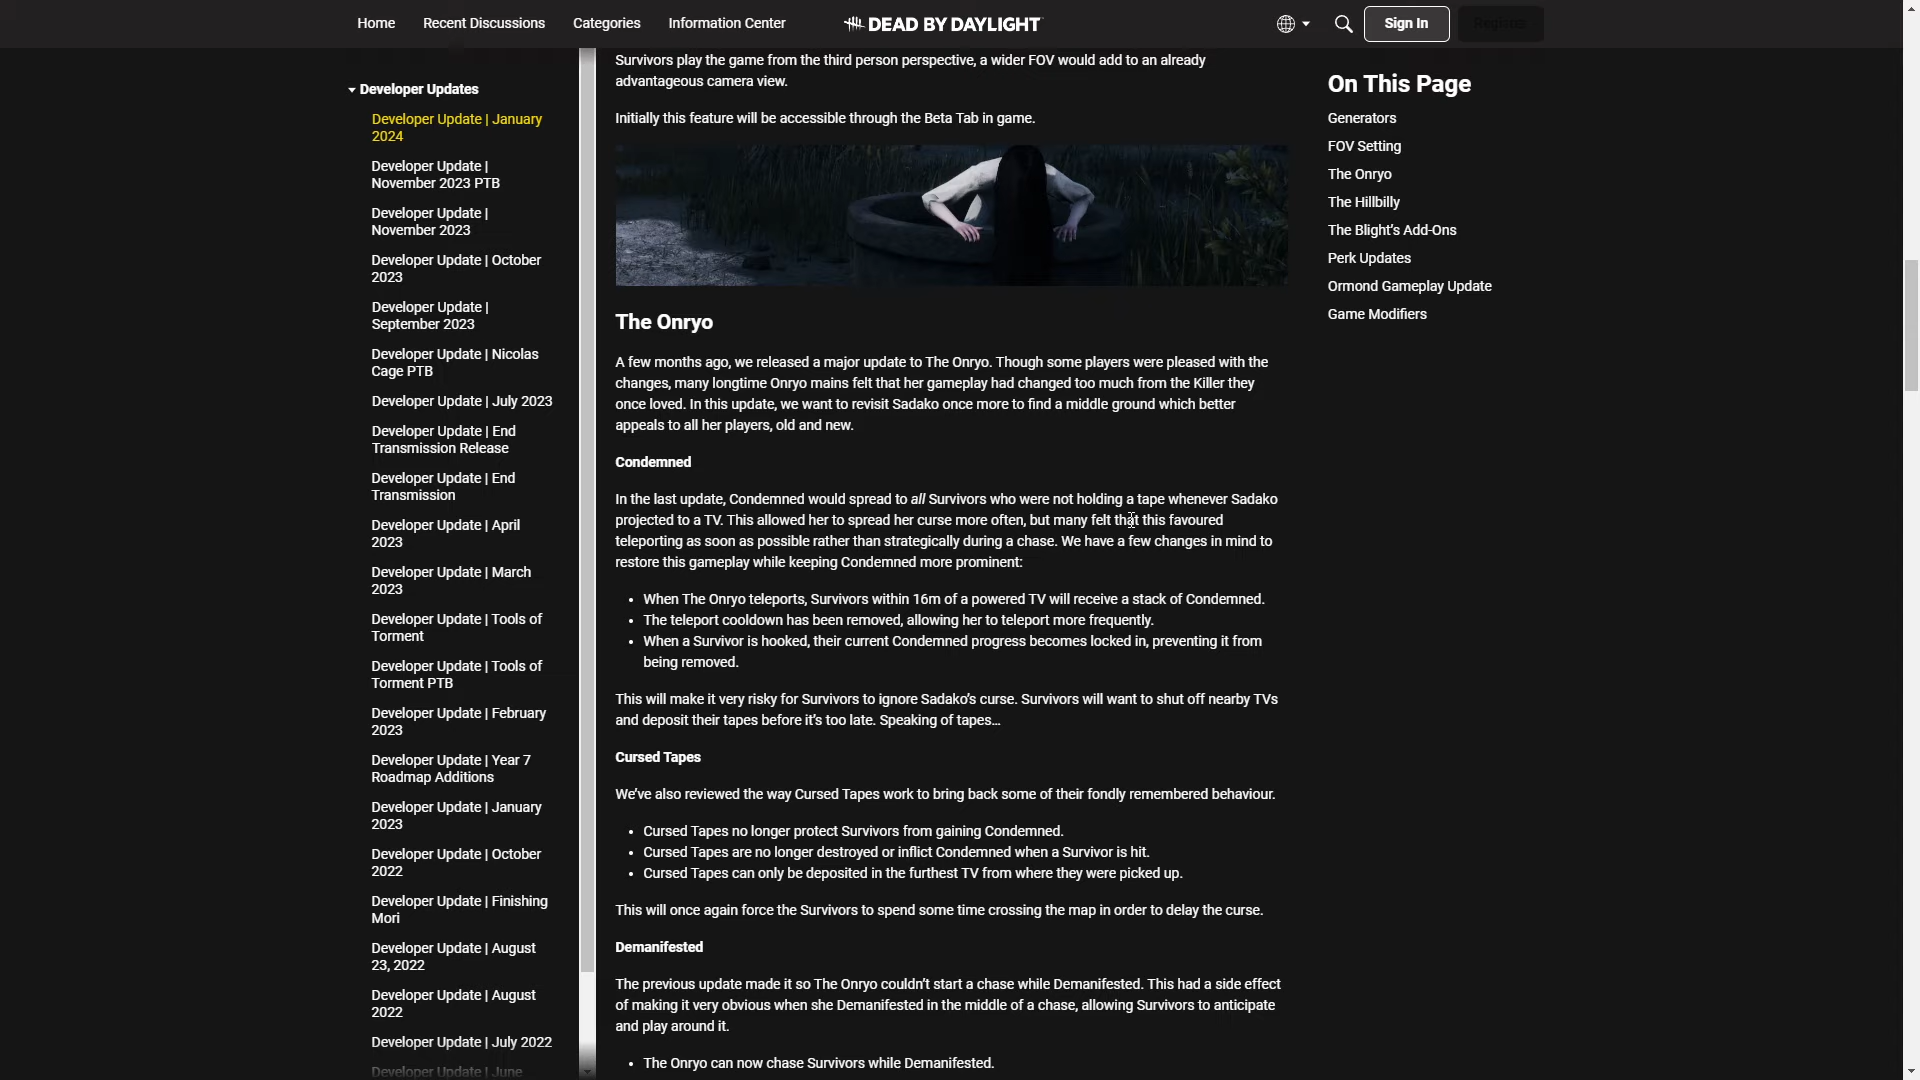 Home Recent Discussions Categories Information Center DEAD BY DAYLIGHT Sign In Register
Developer Updates
Developer Update | January
2024
Developer Update |
November 2023 PTB
Developer Update |
November 2023
Developer Update | October
2023
Developer Update |
September 2023
Developer Update | Nicolas
Cage PTB
Developer Update | July 2023
Developer Update | End
Transmission Release
Developer Update | End
Transmission
Developer Update | April
2023
Developer Update | March
2023
Developer Update | Tools of
Torment
Developer Update | Tools of
Torment PTB
Developer Update | February
2023
Developer Update | Year 7
Roadmap Additions
Developer Update | January
2023
Developer Update | October
2022
Developer Update | Finishing
Mori
Developer Update | August
23, 2022
Developer Update | August
2022
Developer Update | July 2022
Developer Update | June
Survivors play the game from the third person perspective, a wider FOV would add to an already
advantageous camera view.
Initially this feature will be accessible through the Beta Tab in game.
The Onryo
A few months ago, we released a major update to The Onryo. Though some players were pleased with the
changes, many longtime Onryo mains felt that her gameplay had changed too much from the Killer they
once loved. In this update, we want to revisit Sadako once more to find a middle ground which better
appeals to all her players, old and new.
Condemned
In the last update, Condemned would spread to all Survivors who were not holding a tape whenever Sadako
projected to a TV. This allowed her to spread her curse more often, but many felt that this favoured
teleporting as soon as possible rather than strategically during a chase. We have a few changes in mind to
restore this gameplay while keeping Condemned more prominent:
• When The Onryo teleports, Survivors within 16m of a powered TV will receive a stack of Condemned.
• The teleport cooldown has been removed, allowing her to teleport more frequently.
• When a Survivor is hooked, their current Condemned progress becomes locked in, preventing it from
being removed.
This will make it very risky for Survivors to ignore Sadako's curse. Survivors will want to shut off nearby TVs
and deposit their tapes before it's too late. Speaking of tapes…
Cursed Tapes
We've also reviewed the way Cursed Tapes work to bring back some of their fondly remembered behaviour.
• Cursed Tapes no longer protect Survivors from gaining Condemned.
• Cursed Tapes are no longer destroyed or inflict Condemned when a Survivor is hit.
• Cursed Tapes can only be deposited in the furthest TV from where they were picked up.
This will once again force the Survivors to spend some time crossing the map in order to delay the curse.
Demanifested
The previous update made it so The Onryo couldn't start a chase while Demanifested. This had a side effect
of making it very obvious when she Demanifested in the middle of a chase, allowing Survivors to anticipate
and play around it.
• The Onryo can now chase Survivors while Demanifested.
On This Page
Generators
FOV Setting
The Onryo
The Hillbilly
The Blight's Add-Ons
Perk Updates
Ormond Gameplay Update
Game Modifiers